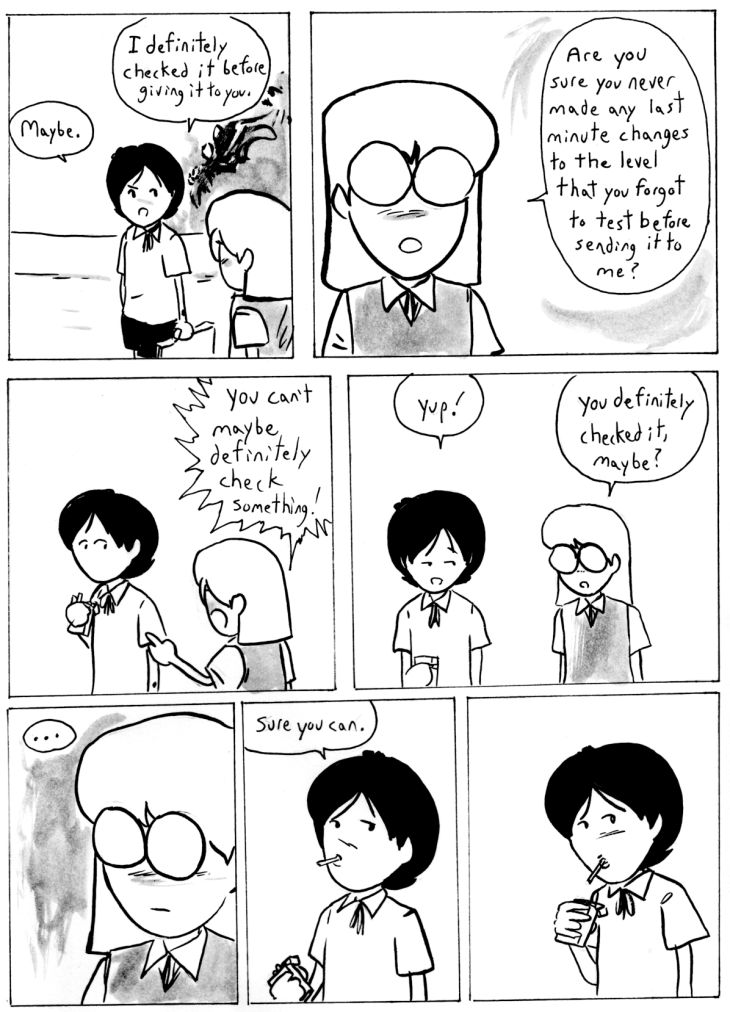 Are you
sure you never
made any last
minute changes
to the level
that you forgot
to test before
sending it to
me?
I definitely
checked it before
giving it to you.
Maybe.
You definitely
checked it,
maybe?
Yup!
You can't
maybe
definitely
check
something!
Sure you can.
...